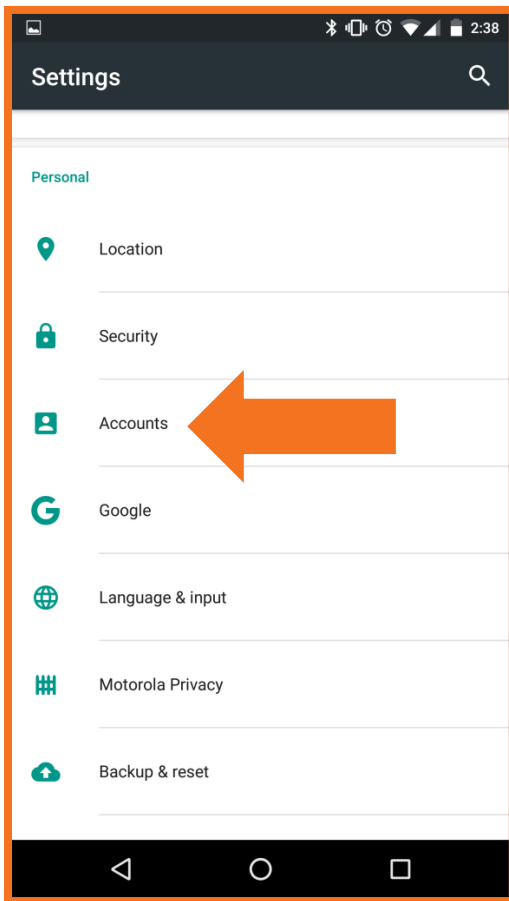 2:38
Settings
Personal
Location
Security
Accounts
Google
Language & input
Motorola Privacy
Backup & reset